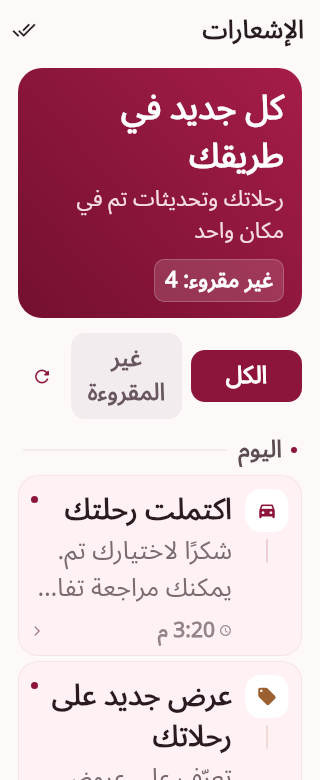 الإشعارات
كل جديد في
طريقك
رحلاتك وتحديثات تم في
مكان واحد
غير مقروء: 4
الكل
غير
المقروءة
اليوم
اكتملت رحلتك
شكرًا لاختيارك تم.
يمكنك مراجعة تفا...
3:20 م
عرض جديد على
رحلاتك